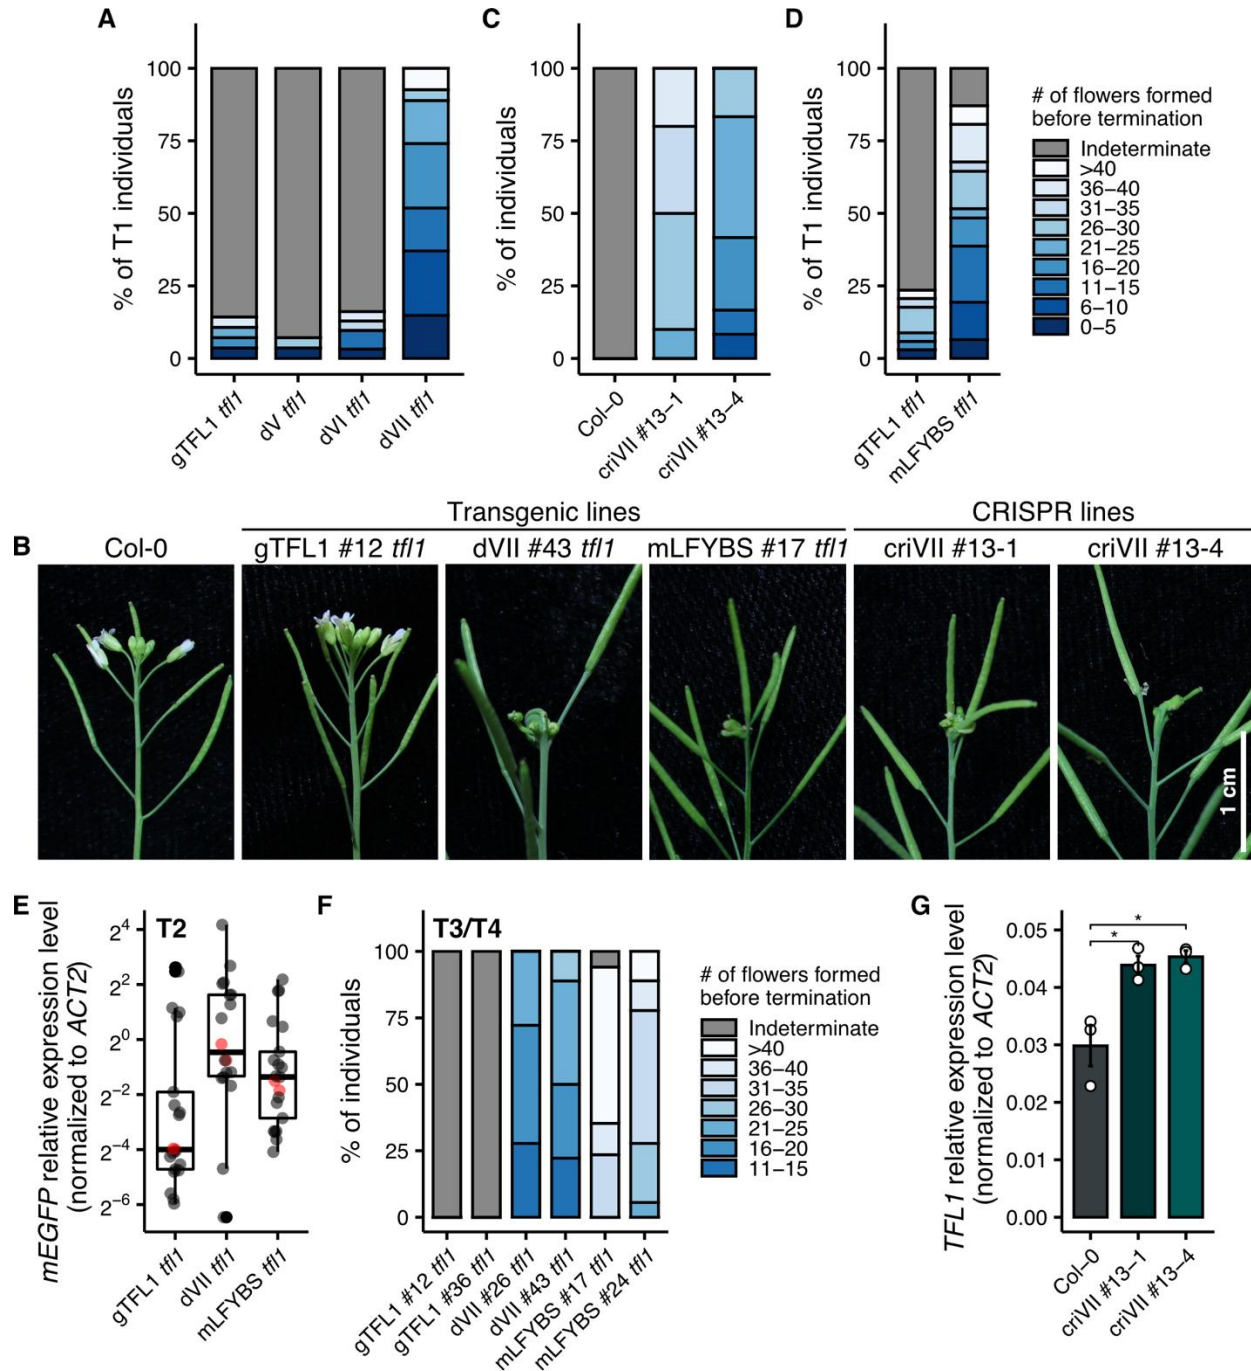 A
% of T1 individuals
100
75
50
25
0
gTFL1 tfl1
dV tfl1
dVI tfl1
dVII tfl1
C
% of individuals
100
75
50
25
0
Col–0
criVII #13–1
criVII #13–4
D
% of T1 individuals
100
75
50
25
0
gTFL1 tfl1
mLFYBS tfl1
# of flowers formed
before termination
Indeterminate
>40
36–40
31–35
26–30
21–25
16–20
11–15
6–10
0–5
B
Transgenic lines
CRISPR lines
Col-0
gTFL1 #12 tfl1
dVII #43 tfl1
mLFYBS #17 tfl1
criVII #13-1
criVII #13-4
1 cm
E
T2
mEGFP relative expression level
(normalized to ACT2)
2^4
2^2
2^0
2^−2
2^−4
2^−6
gTFL1 tfl1
dVII tfl1
mLFYBS tfl1
F
T3/T4
% of individuals
100
75
50
25
0
gTFL1 #12 tfl1
gTFL1 #36 tfl1
dVII #26 tfl1
dVII #43 tfl1
mLFYBS #17 tfl1
mLFYBS #24 tfl1
# of flowers formed
before termination
Indeterminate
>40
36–40
31–35
26–30
21–25
16–20
11–15
G
TFL1 relative expression level
(normalized to ACT2)
0.05
0.04
0.03
0.02
0.01
0.00
*
*
Col–0
criVII #13–1
criVII #13–4